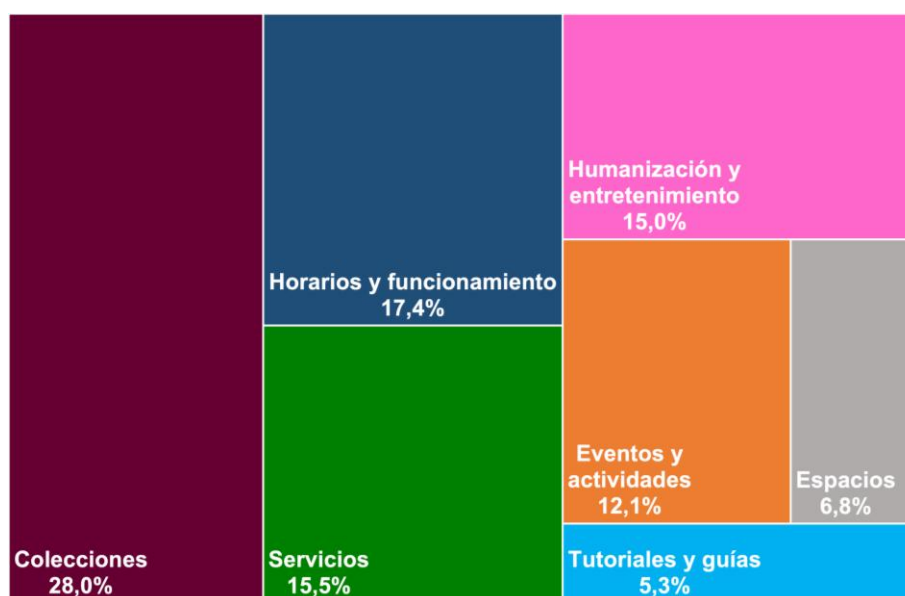 Colecciones
28,0%
Horarios y funcionamiento
17,4%
Servicios
15,5%
Humanización y
entretenimiento
15,0%
Eventos y
actividades
12,1%
Espacios
6,8%
Tutoriales y guías
5,3%